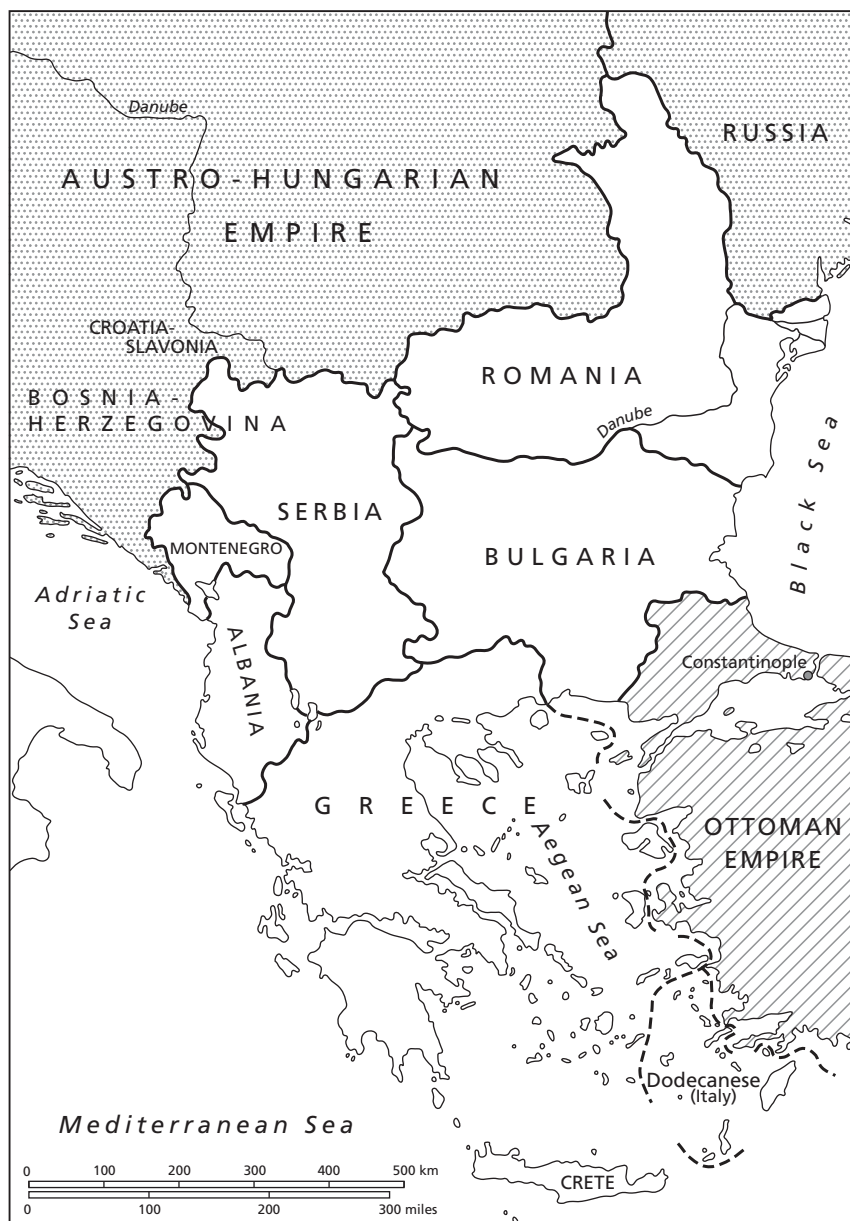 Danube
RUSSIA
AUSTRO-HUNGARIAN
EMPIRE
CROATIA-
SLAVONIA
BOSNIA-
HERZEGOVINA
ROMANIA
Danube
Black Sea
SERBIA
MONTENEGRO
BULGARIA
Adriatic
Sea
ALBANIA
Constantinople
GREECE
Aegean Sea
OTTOMAN
EMPIRE
Dodecanese
(Italy)
Mediterranean Sea
CRETE
0 100 200 300 400 500 km
0 100 200 300 miles